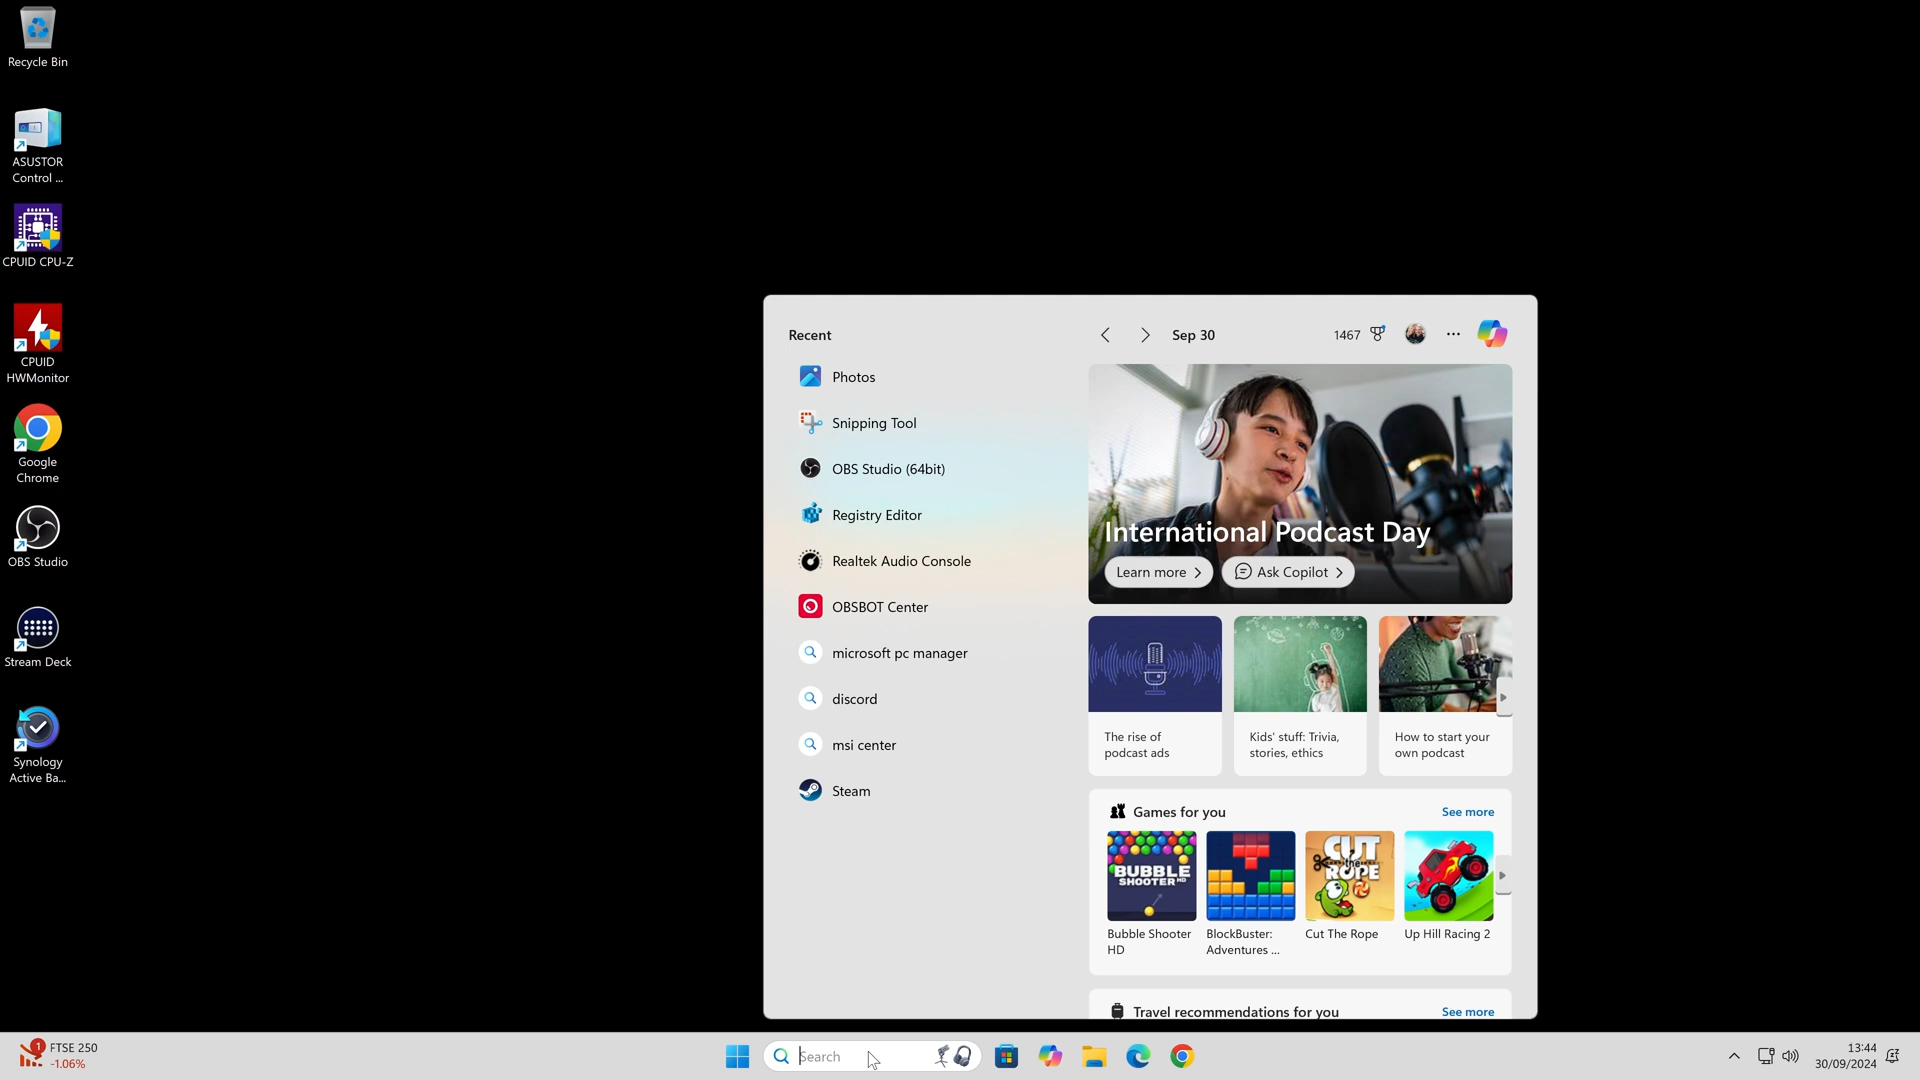 Recycle Bin
ASUSTOR
Control ...
CPUID CPU-Z
CPUID
HWMonitor
Google
Chrome
OBS Studio
Stream Deck
Synology
Active Ba...
Recent
Photos
Snipping Tool
OBS Studio (64bit)
Registry Editor
Realtek Audio Console
OBSBOT Center
microsoft pc manager
discord
msi center
Steam
Sep 30
1467
International Podcast Day
Learn more
Ask Copilot
The rise of
podcast ads
Kids' stuff: Trivia,
stories, ethics
How to start your
own podcast
Games for you
See more
BUBBLE
SHOOTER HD
CUT
the
ROPE
Bubble Shooter
HD
BlockBuster:
Adventures ...
Cut The Rope
Up Hill Racing 2
Travel recommendations for you
See more
1
FTSE 250
-1.06%
Search
13:44
30/09/2024